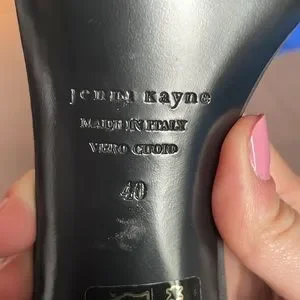 jenni kayne
MADE IN ITALY
VERO CUOIO
40